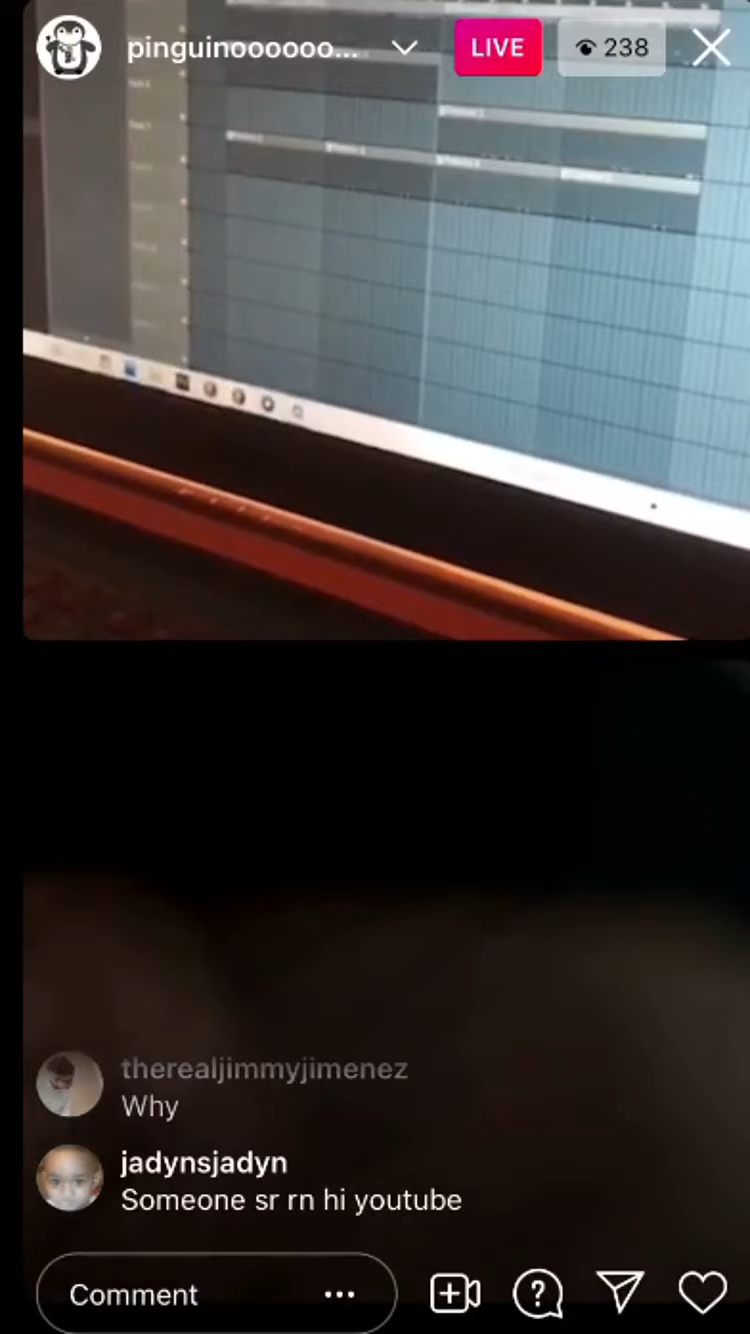 pinguinoooooo...
LIVE
238
therealjimmyjimenez
Why
jadynsjadyn
Someone sr rn hi youtube
Comment